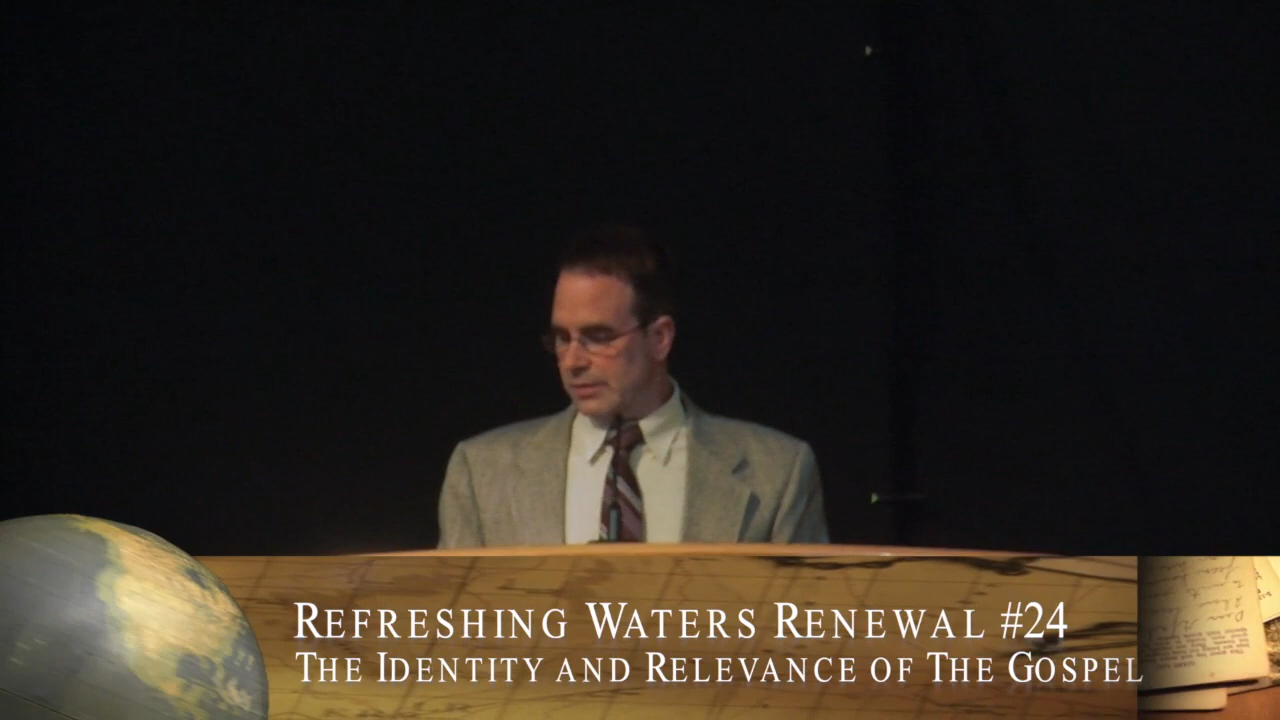 REFRESHING WATERS RENEWAL #24
THE IDENTITY AND RELEVANCE OF THE GOSPEL